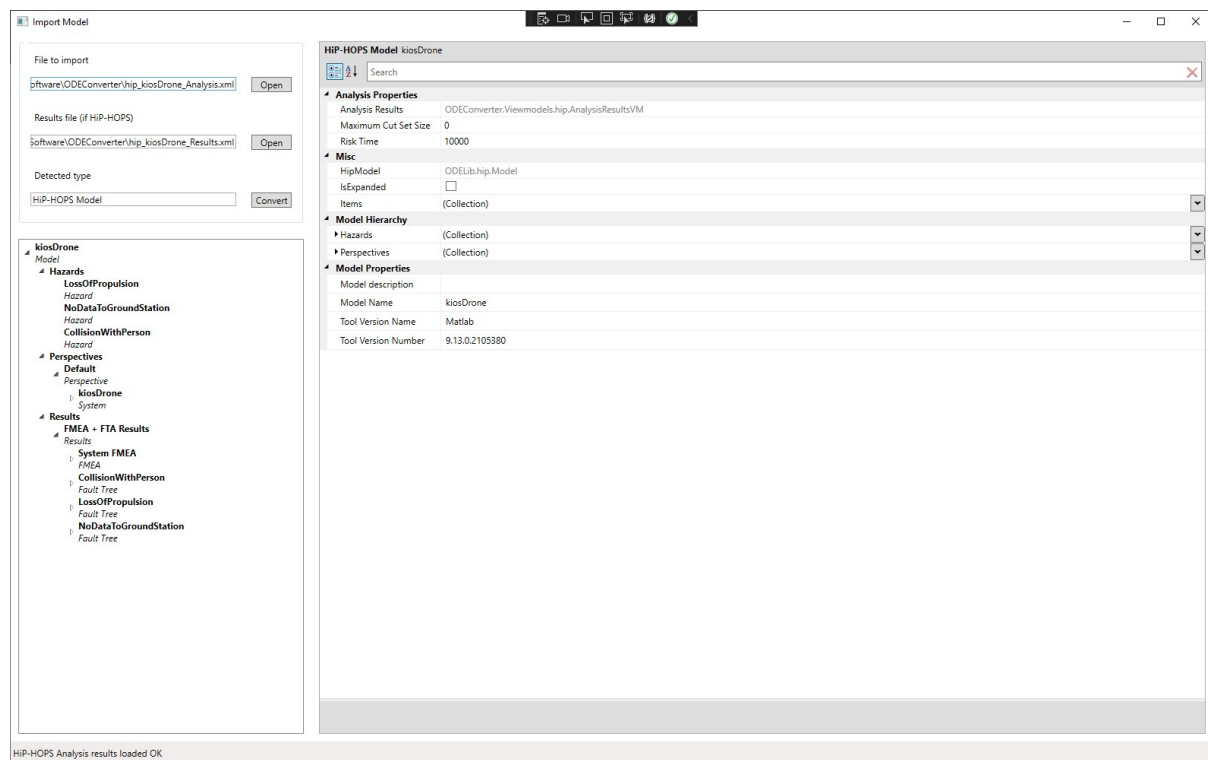 Import Model
File to import
oftware\ODEConverter\hip_kiosDrone_Analysis.xml Open
Results file (if HiP-HOPS)
Software\ODEConverter\hip_kiosDrone_Results.xml Open
Detected type
HiP-HOPS Model Convert
kiosDrone
Model
Hazards
LossOfPropulsion
Hazard
NoDataToGroundStation
Hazard
CollisionWithPerson
Hazard
Perspectives
Default
Perspective
kiosDrone
System
Results
FMEA + FTA Results
Results
System FMEA
FMEA
CollisionWithPerson
Fault Tree
LossOfPropulsion
Fault Tree
NoDataToGroundStation
Fault Tree
HiP-HOPS Model kiosDrone
Search
Analysis Properties
Analysis Results ODEConverter.Viewmodels.hip.AnalysisResultsVM
Maximum Cut Set Size 0
Risk Time 10000
Misc
HipModel ODELib.hip.Model
IsExpanded
Items (Collection)
Model Hierarchy
Hazards (Collection)
Perspectives (Collection)
Model Properties
Model description
Model Name kiosDrone
Tool Version Name Matlab
Tool Version Number 9.13.0.2105380
HiP-HOPS Analysis results loaded OK